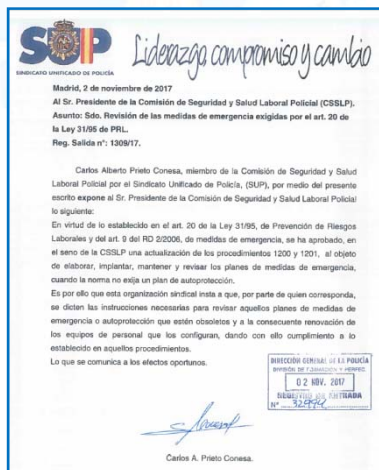 SUP
SINDICATO UNIFICADO DE POLICÍA
Liderazgo, compromiso y cambio
Madrid, 2 de noviembre de 2017
Al Sr. Presidente de la Comisión de Seguridad y Salud Laboral Policial (CSSLP).
Asunto: Sdo. Revisión de las medidas de emergencia exigidas por el art. 20 de
la Ley 31/95 de PRL.
Reg. Salida nº: 1309/17.
Carlos Alberto Prieto Conesa, miembro de la Comisión de Seguridad y Salud
Laboral Policial por el Sindicato Unificado de Policía, (SUP), por medio del presente
escrito expone al Sr. Presidente de la Comisión de Seguridad y Salud Laboral Policial
lo siguiente:
En virtud de lo establecido en el art. 20 de la Ley 31/95, de Prevención de Riesgos
Laborales y del art. 9 del RD 2/2006, de medidas de emergencia, se ha aprobado, en
el seno de la CSSLP una actualización de los procedimientos 1200 y 1201, al objeto
de elaborar, implantar, mantener y revisar los planes de medidas de emergencia,
cuando la norma no exija un plan de autoprotección.
Es por ello que esta organización sindical insta a que, por parte de quien corresponda,
se dicten las instrucciones necesarias para revisar aquellos planes de medidas de
emergencia o autoprotección que estén obsoletos y a la consecuente renovación de
los equipos de personal que los configuran, dando con ello cumplimiento a lo
establecido en aquellos procedimientos.
Lo que se comunica a los efectos oportunos.
DIRECCIÓN GENERAL DE LA POLICÍA
DIVISIÓN DE FORMACIÓN Y PERFEC.
02 NOV. 2017
REGISTRO DE ENTRADA
Nº 32994
Carlos A. Prieto Conesa.